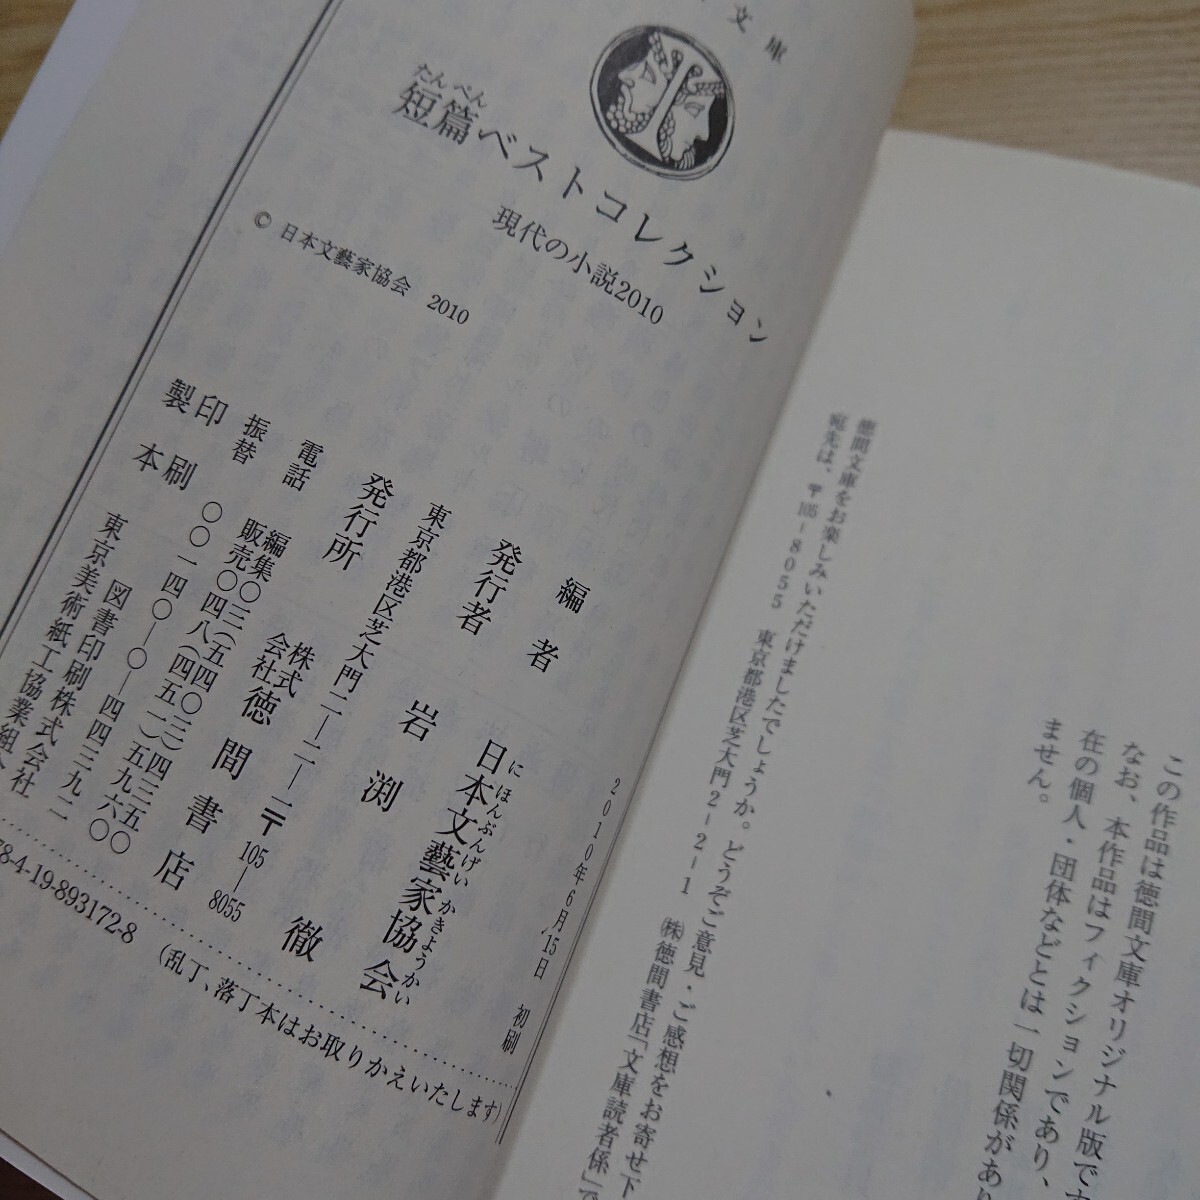 文庫
たんぺん
短篇ベストコレクション
現代の小説2010
© 日本文藝家協会 2010
2010年6月15日 初刷
編者 日本文藝家協会
にほんぶんげいかきょうかい
発行者 岩渕徹
東京都港区芝大門二―二―一〒105―8055
発行所 株式会社徳間書店
電話 編集〇三(五四〇三)四三五〇
販売〇四八(四五二)五九六〇
振替 〇〇一四〇―〇―四四三九二
印刷 図書印刷株式会社
製本 東京美術紙工協業組合
78-4-19-893172-8 (乱丁、落丁本はお取りかえいたします)
この作品は徳間文庫オリジナル版です
なお、本作品はフィクションであり、
在の個人・団体などとは一切関係があり
ません。
徳間文庫をお楽しみいただけましたでしょうか。どうぞご意見・ご感想をお寄せ下
宛先は、〒105-8055 東京都港区芝大門2-2-1 ㈱徳間書店「文庫読者係」で